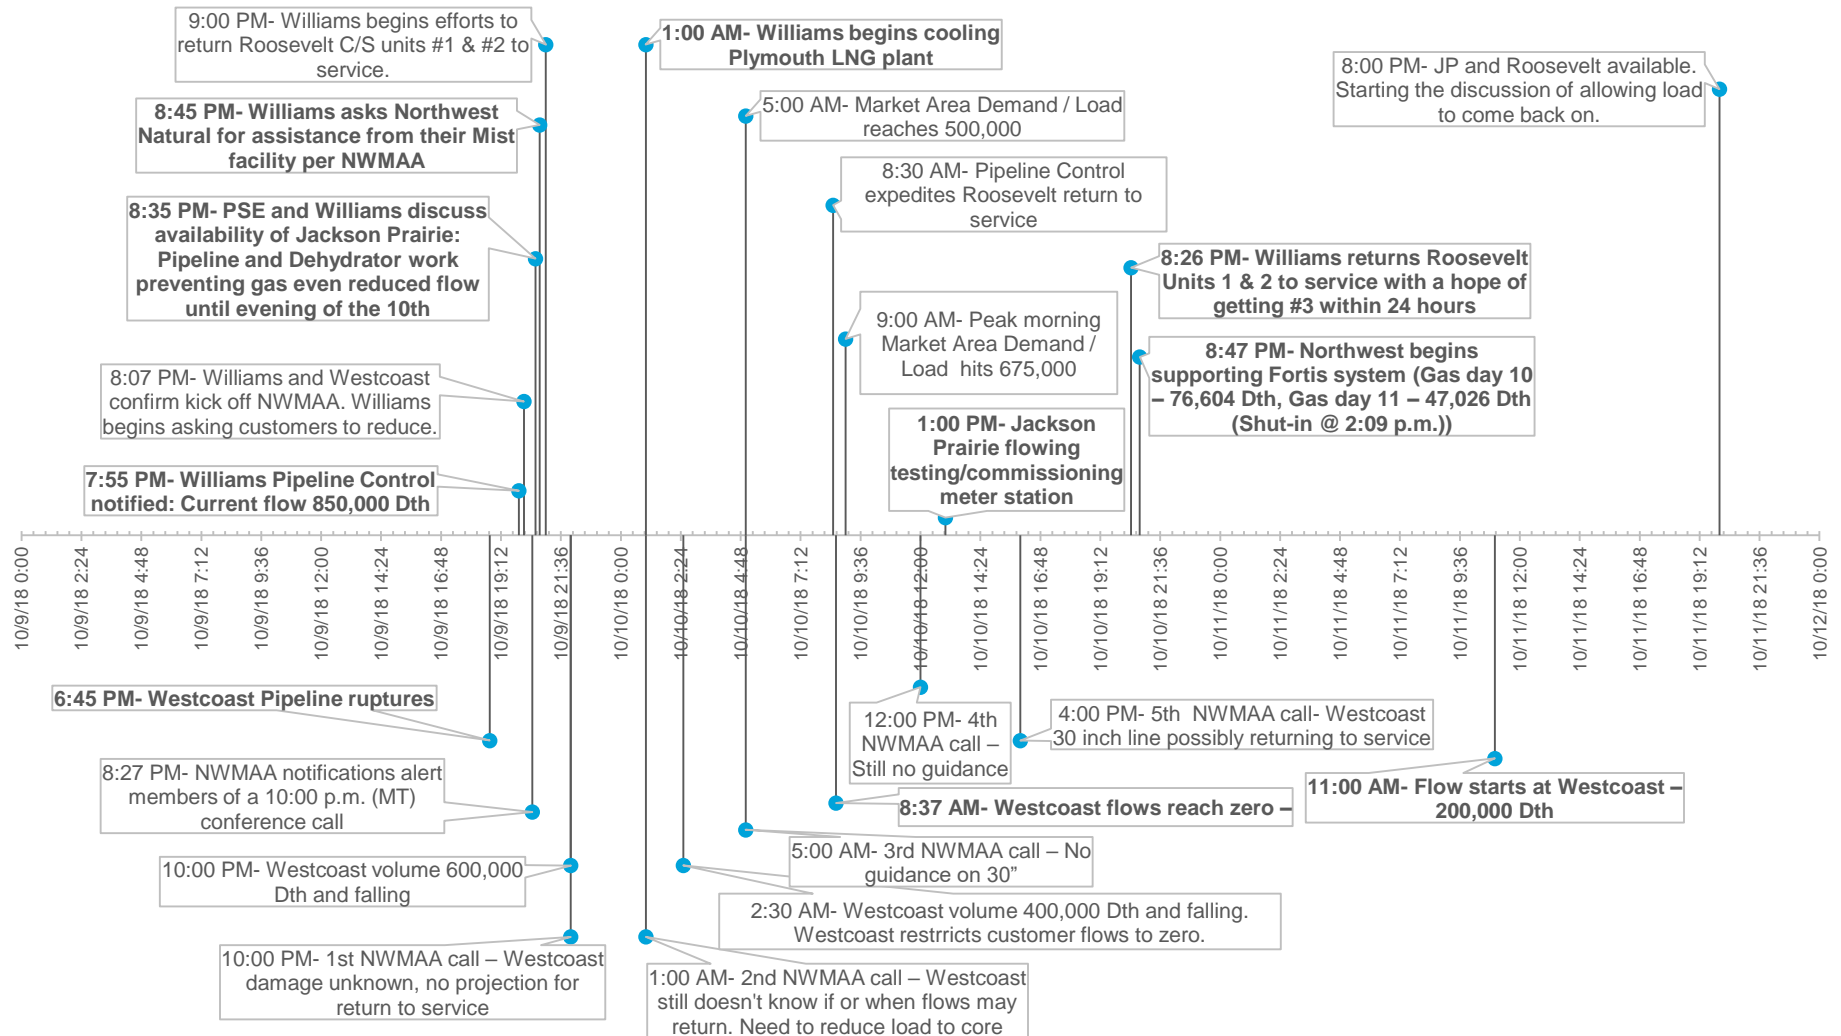 9:00 PM- Williams begins efforts to
return Roosevelt C/S units #1 & #2 to
service.
8:45 PM- Williams asks Northwest
Natural for assistance from their Mist
facility per NWMAA
8:35 PM- PSE and Williams discuss
availability of Jackson Prairie:
Pipeline and Dehydrator work
preventing gas even reduced flow
until evening of the 10th
8:07 PM- Williams and Westcoast
confirm kick off NWMAA. Williams
begins asking customers to reduce.
7:55 PM- Williams Pipeline Control
notified: Current flow 850,000 Dth
1:00 AM- Williams begins cooling
Plymouth LNG plant
5:00 AM- Market Area Demand / Load
reaches 500,000
8:30 AM- Pipeline Control
expedites Roosevelt return to
service
9:00 AM- Peak morning
Market Area Demand /
Load hits 675,000
1:00 PM- Jackson
Prairie flowing
testing/commissioning
meter station
8:26 PM- Williams returns Roosevelt
Units 1 & 2 to service with a hope of
getting #3 within 24 hours
8:47 PM- Northwest begins
supporting Fortis system (Gas day 10
– 76,604 Dth, Gas day 11 – 47,026 Dth
(Shut-in @ 2:09 p.m.))
8:00 PM- JP and Roosevelt available.
Starting the discussion of allowing load
to come back on.
10/9/18 0:00
10/9/18 2:24
10/9/18 4:48
10/9/18 7:12
10/9/18 9:36
10/9/18 12:00
10/9/18 14:24
10/9/18 16:48
10/9/18 19:12
10/9/18 21:36
10/10/18 0:00
10/10/18 2:24
10/10/18 4:48
10/10/18 7:12
10/10/18 9:36
10/10/18 12:00
10/10/18 14:24
10/10/18 16:48
10/10/18 19:12
10/10/18 21:36
10/11/18 0:00
10/11/18 2:24
10/11/18 4:48
10/11/18 7:12
10/11/18 9:36
10/11/18 12:00
10/11/18 14:24
10/11/18 16:48
10/11/18 19:12
10/11/18 21:36
10/12/18 0:00
6:45 PM- Westcoast Pipeline ruptures
8:27 PM- NWMAA notifications alert
members of a 10:00 p.m. (MT)
conference call
10:00 PM- Westcoast volume 600,000
Dth and falling
10:00 PM- 1st NWMAA call – Westcoast
damage unknown, no projection for
return to service
12:00 PM- 4th
NWMAA call –
Still no guidance
4:00 PM- 5th NWMAA call- Westcoast
30 inch line possibly returning to service
8:37 AM- Westcoast flows reach zero –
11:00 AM- Flow starts at Westcoast –
200,000 Dth
5:00 AM- 3rd NWMAA call – No
guidance on 30”
2:30 AM- Westcoast volume 400,000 Dth and falling.
Westcoast restrricts customer flows to zero.
1:00 AM- 2nd NWMAA call – Westcoast
still doesn't know if or when flows may
return. Need to reduce load to core